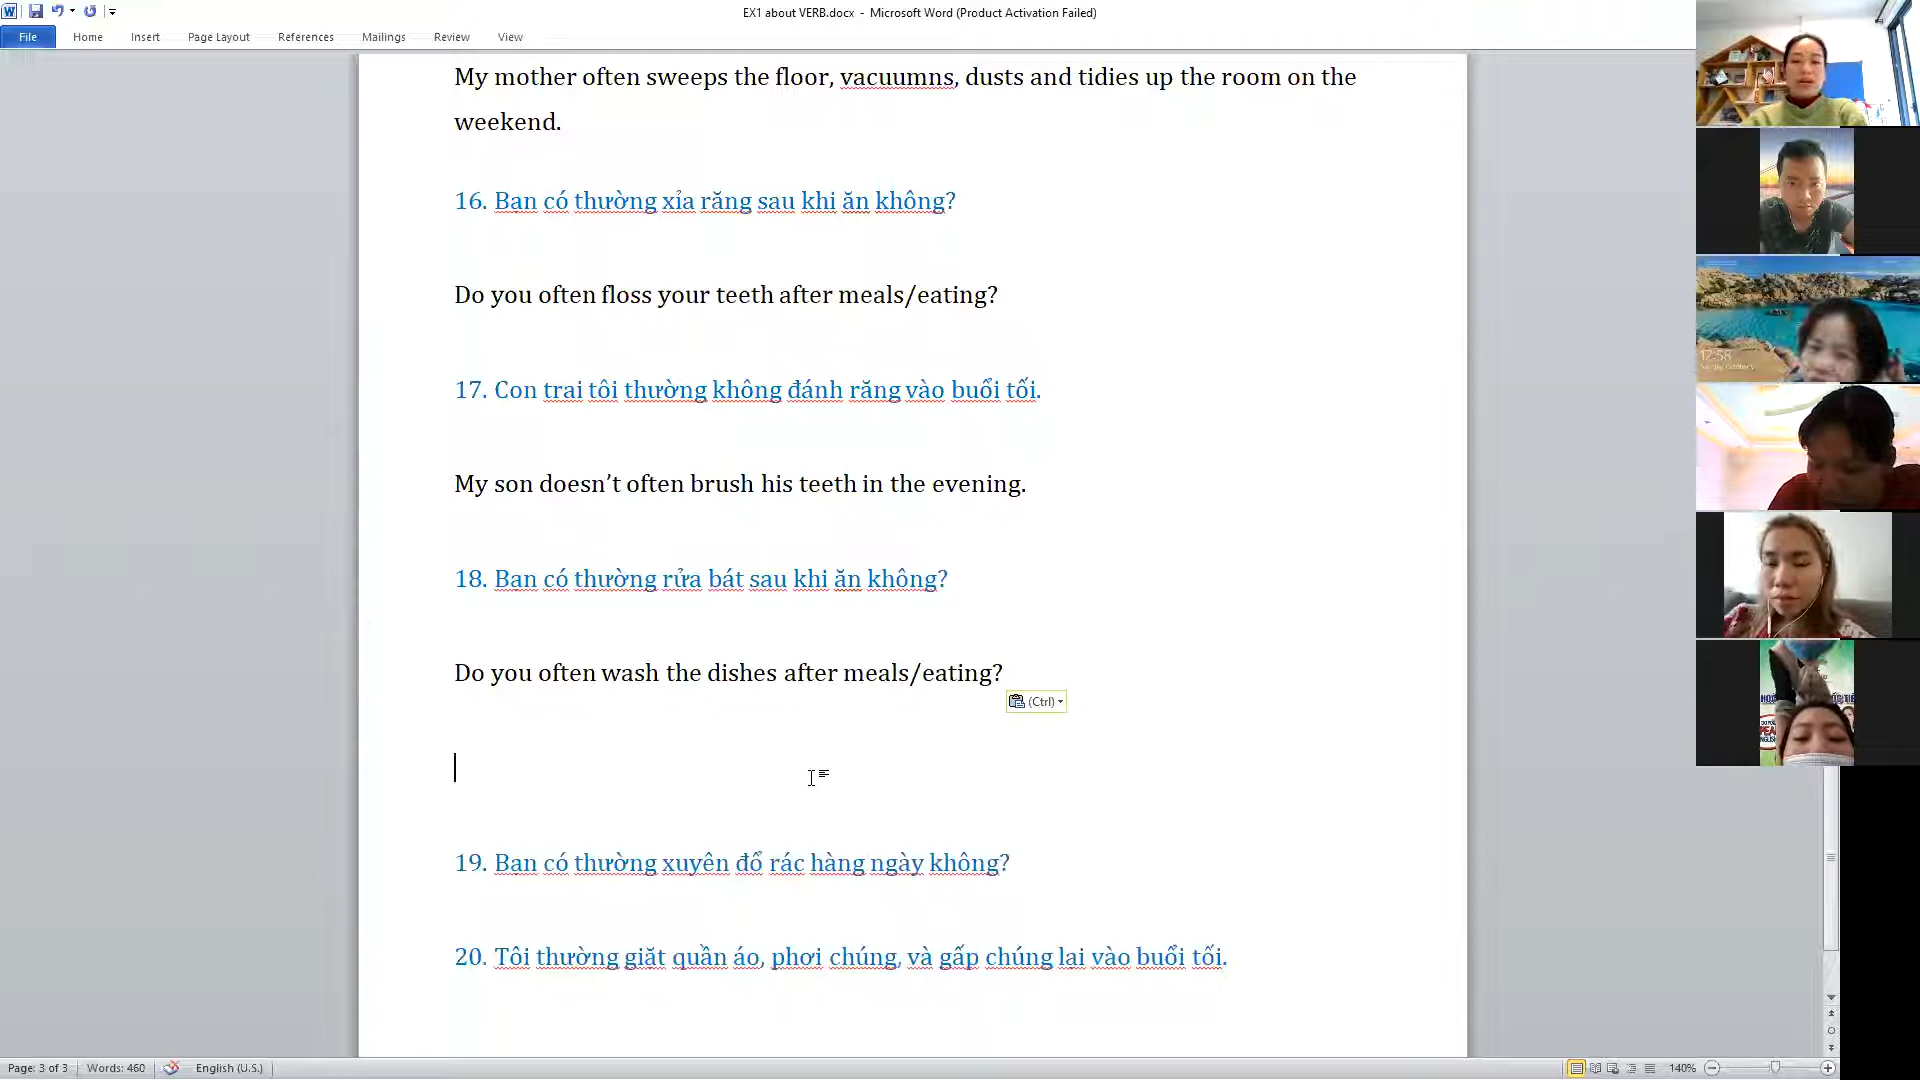 EX1 about VERB.docx - Microsoft Word (Product Activation Failed)
File Home Insert Page Layout References Mailings Review View
My mother often sweeps the floor, vacuumns, dusts and tidies up the room on the
weekend.
16. Bạn có thường xỉa răng sau khi ăn không?
Do you often floss your teeth after meals/eating?
17. Con trai tôi thường không đánh răng vào buổi tối.
My son doesn’t often brush his teeth in the evening.
18. Bạn có thường rửa bát sau khi ăn không?
Do you often wash the dishes after meals/eating?
(Ctrl)
19. Bạn có thường xuyên đổ rác hàng ngày không?
20. Tôi thường giặt quần áo, phơi chúng, và gấp chúng lại vào buổi tối.
12:58
Page: 3 of 3 Words: 460 English (U.S.) 140%